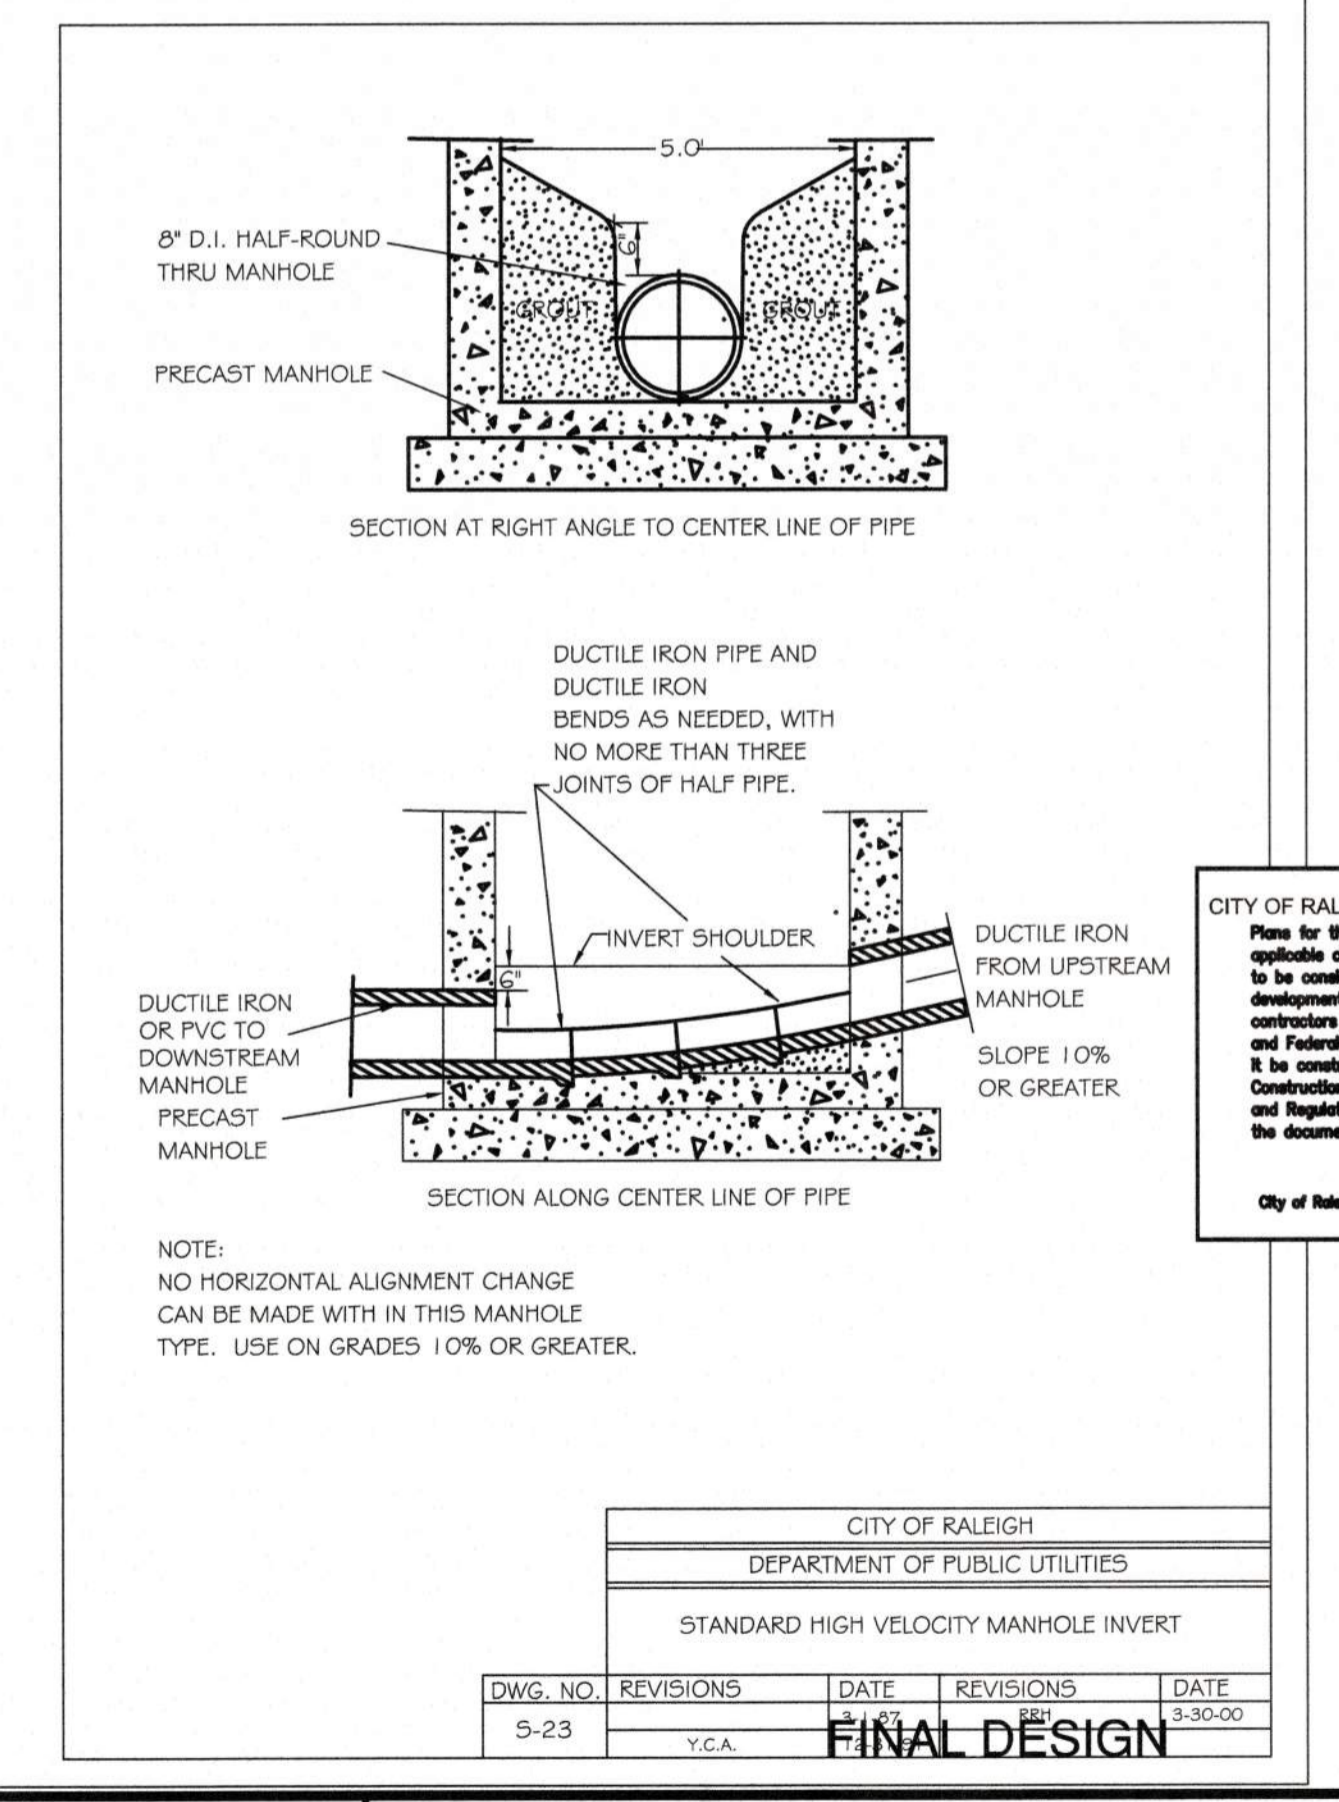 5.0'
8" D.I. HALF-ROUND
THRU MANHOLE
6"
GROUT
GROUT
PRECAST MANHOLE
SECTION AT RIGHT ANGLE TO CENTER LINE OF PIPE
DUCTILE IRON PIPE AND
DUCTILE IRON
BENDS AS NEEDED, WITH
NO MORE THAN THREE
JOINTS OF HALF PIPE.
INVERT SHOULDER
6"
DUCTILE IRON
FROM UPSTREAM
MANHOLE
SLOPE 10%
OR GREATER
DUCTILE IRON
OR PVC TO
DOWNSTREAM
MANHOLE
PRECAST
MANHOLE
SECTION ALONG CENTER LINE OF PIPE
NOTE:
NO HORIZONTAL ALIGNMENT CHANGE
CAN BE MADE WITH IN THIS MANHOLE
TYPE. USE ON GRADES 10% OR GREATER.
CITY OF RAL
Plans for th
applicable
to be cons
development
contractors
and Federal
it be const
Construction
and Regulat
the docume
City of Rale
CITY OF RALEIGH
DEPARTMENT OF PUBLIC UTILITIES
STANDARD HIGH VELOCITY MANHOLE INVERT
DWG. NO. REVISIONS DATE REVISIONS DATE
S-23 3-1-87 RRH 3-30-00
Y.C.A.
FINAL DESIGN